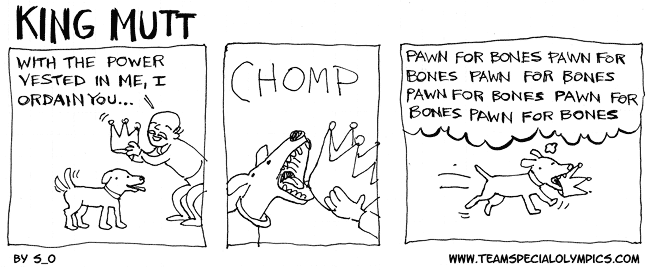 KING MUTT
WITH THE POWER
VESTED IN ME, I
ORDAIN YOU...
CHOMP
PAWN FOR BONES PAWN FOR
BONES PAWN FOR BONES
PAWN FOR BONES PAWN FOR
BONES PAWN FOR BONES
BY S_O
WWW.TEAMSPECIALOLYMPICS.COM